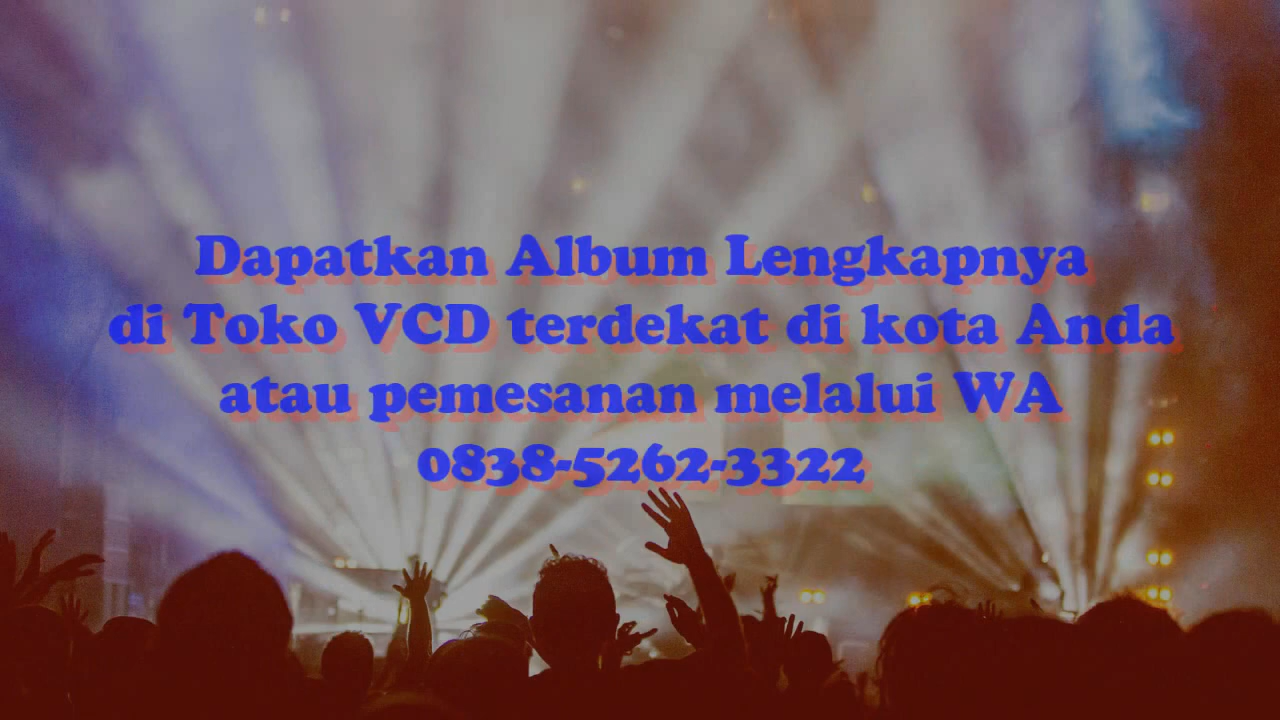 Dapatkan Album Lengkapnya
di Toko VCD terdekat di kota Anda
atau pemesanan melalui WA
0838-5262-3322